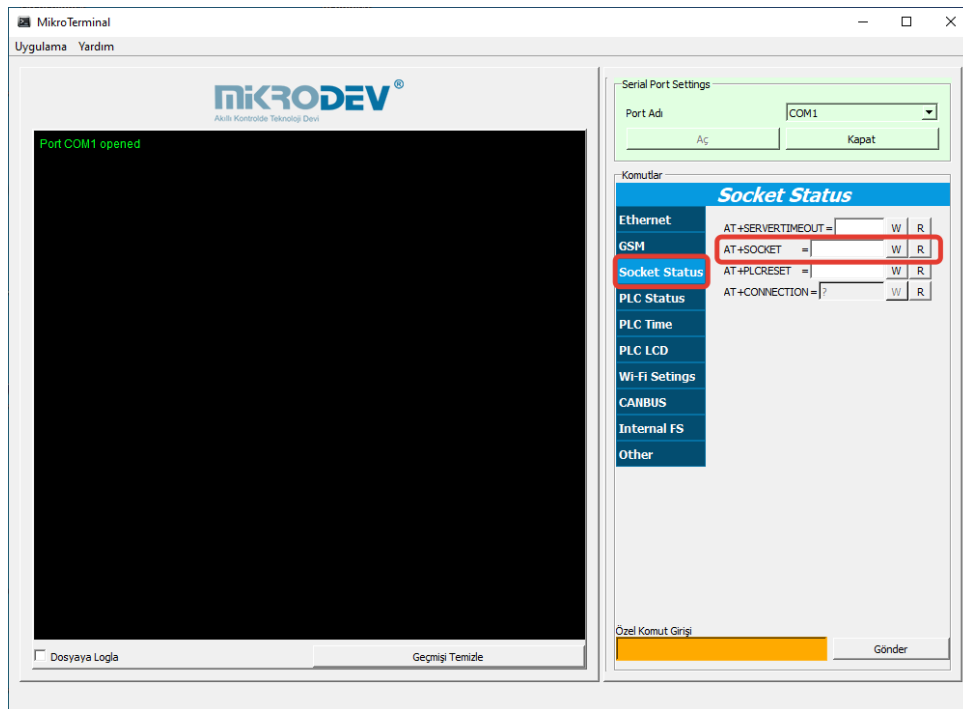 MikroTerminal
Uygulama Yardım
MiKRODEV®
Akıllı Kontrolde Teknoloji Devi
Port COM1 opened
Dosyaya Logla
Geçmişi Temizle
Serial Port Settings
Port Adı
COM1
Aç
Kapat
Komutlar
Socket Status
Ethernet
GSM
Socket Status
PLC Status
PLC Time
PLC LCD
Wi-Fi Setings
CANBUS
Internal FS
Other
AT+SERVERTIMEOUT = W R
AT+SOCKET = W R
AT+PLCRESET = W R
AT+CONNECTION = ? W R
Özel Komut Girişi
Gönder